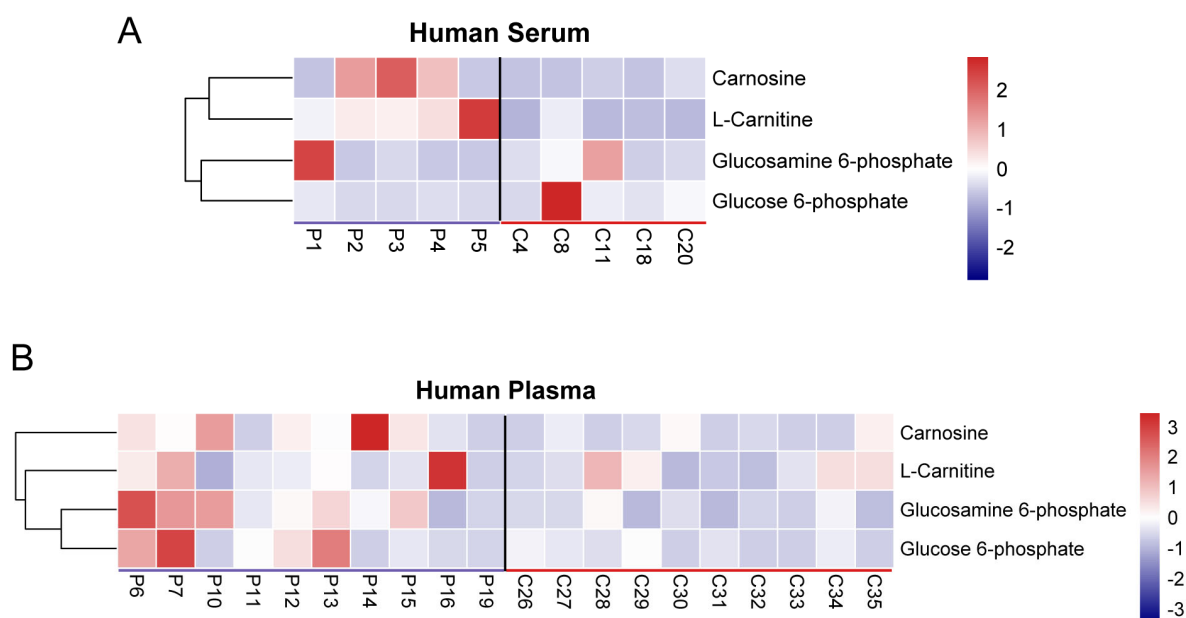 A
Human Serum
Carnosine
L-Carnitine
Glucosamine 6-phosphate
Glucose 6-phosphate
P1 P2 P3 P4 P5 C4 C8 C11 C18 C20
2
1
0
-1
-2
B
Human Plasma
Carnosine
L-Carnitine
Glucosamine 6-phosphate
Glucose 6-phosphate
P6 P7 P10 P11 P12 P13 P14 P15 P16 P19 C26 C27 C28 C29 C30 C31 C32 C33 C34 C35
3
2
1
0
-1
-2
-3